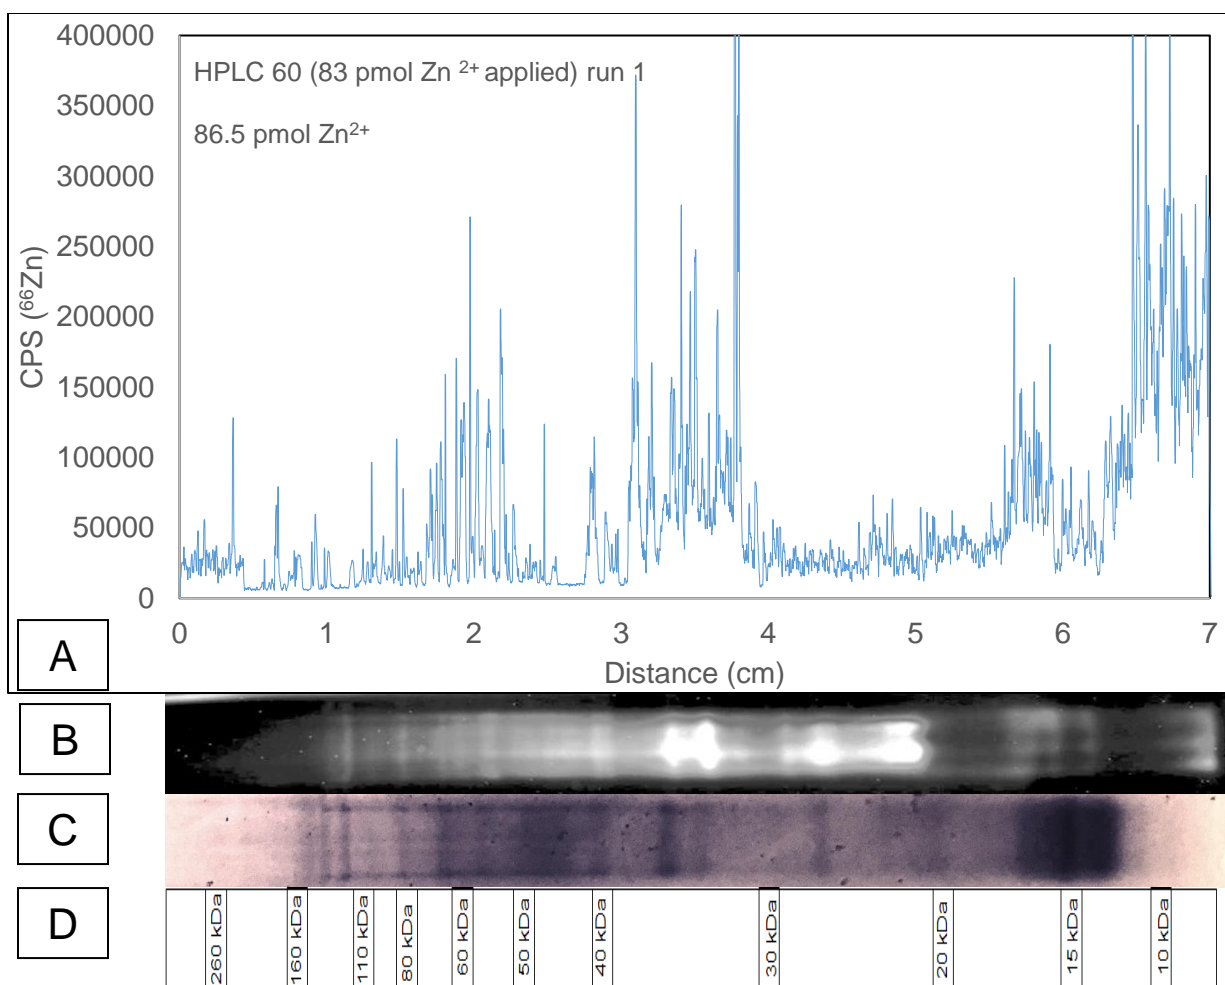 400000
350000
300000
250000
200000
150000
100000
50000
0
CPS (⁶⁶Zn)
HPLC 60 (83 pmol Zn ²⁺ applied) run 1
86.5 pmol Zn²⁺
0 1 2 3 4 5 6 7
Distance (cm)
A
B
C
D
260 kDa
160 kDa
110 kDa
80 kDa
60 kDa
50 kDa
40 kDa
30 kDa
20 kDa
15 kDa
10 kDa